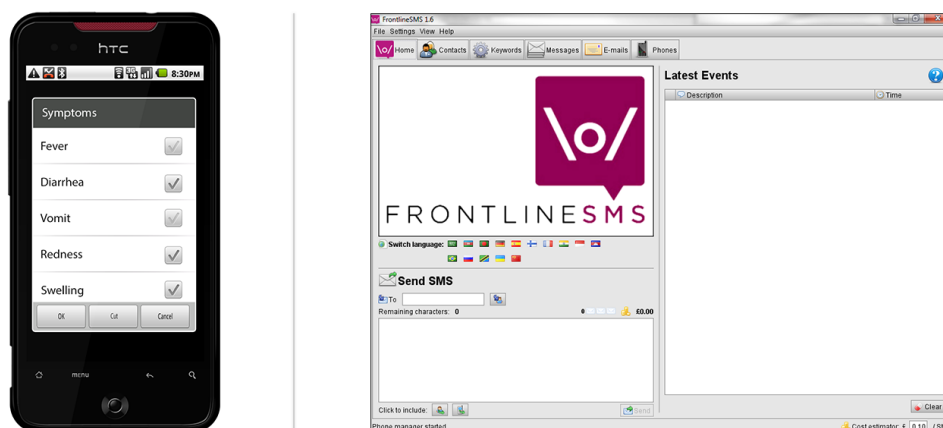 hTC
8:30PM
Symptoms
Fever
Diarrhea
Vomit
Redness
Swelling
OK Cut Cancel
menu
FrontlineSMS 1.6
File Settings View Help
\o/ Home Contacts Keywords Messages E-mails Phones
\o/
FRONTLINESMS
Switch language:
Send SMS
To
Remaining characters: 0 0 £0.00
Click to include: Send
Phone manager started
Latest Events ?
Description Time
Clear
Cost estimator: £ 0.10